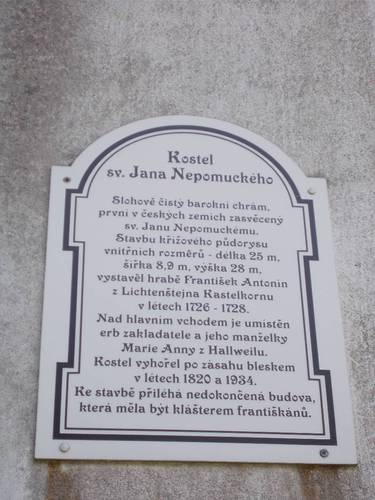 Kostel
sv. Jana Nepomuckého
Slohově čistý barokní chrám,
první v českých zemích zasvěcený
sv. Janu Nepomuckému.
Stavbu křížového půdorysu
vnitřních rozměrů - délka 25 m,
šířka 8,9 m, výška 28 m,
vystavěl hrabě František Antonín
z Lichtenštejna Kastelkornu
v létech 1726 - 1728.
Nad hlavním vchodem je umístěn
erb zakladatele a jeho manželky
Marie Anny z Hallweilu.
Kostel vyhořel po zásahu bleskem
v létech 1820 a 1934.
Ke stavbě přiléhá nedokončená budova,
která měla být klášterem františkánů.